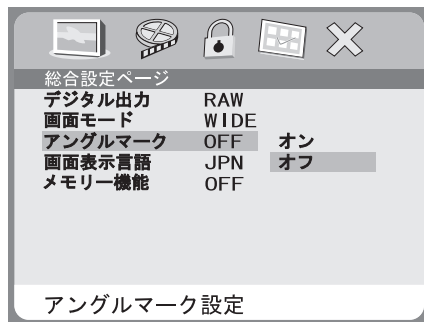 総合設定ページ
デジタル出力 RAW
画面モード WIDE
アングルマーク OFF オン
画面表示言語 JPN オフ
メモリー機能 OFF
アングルマーク設定